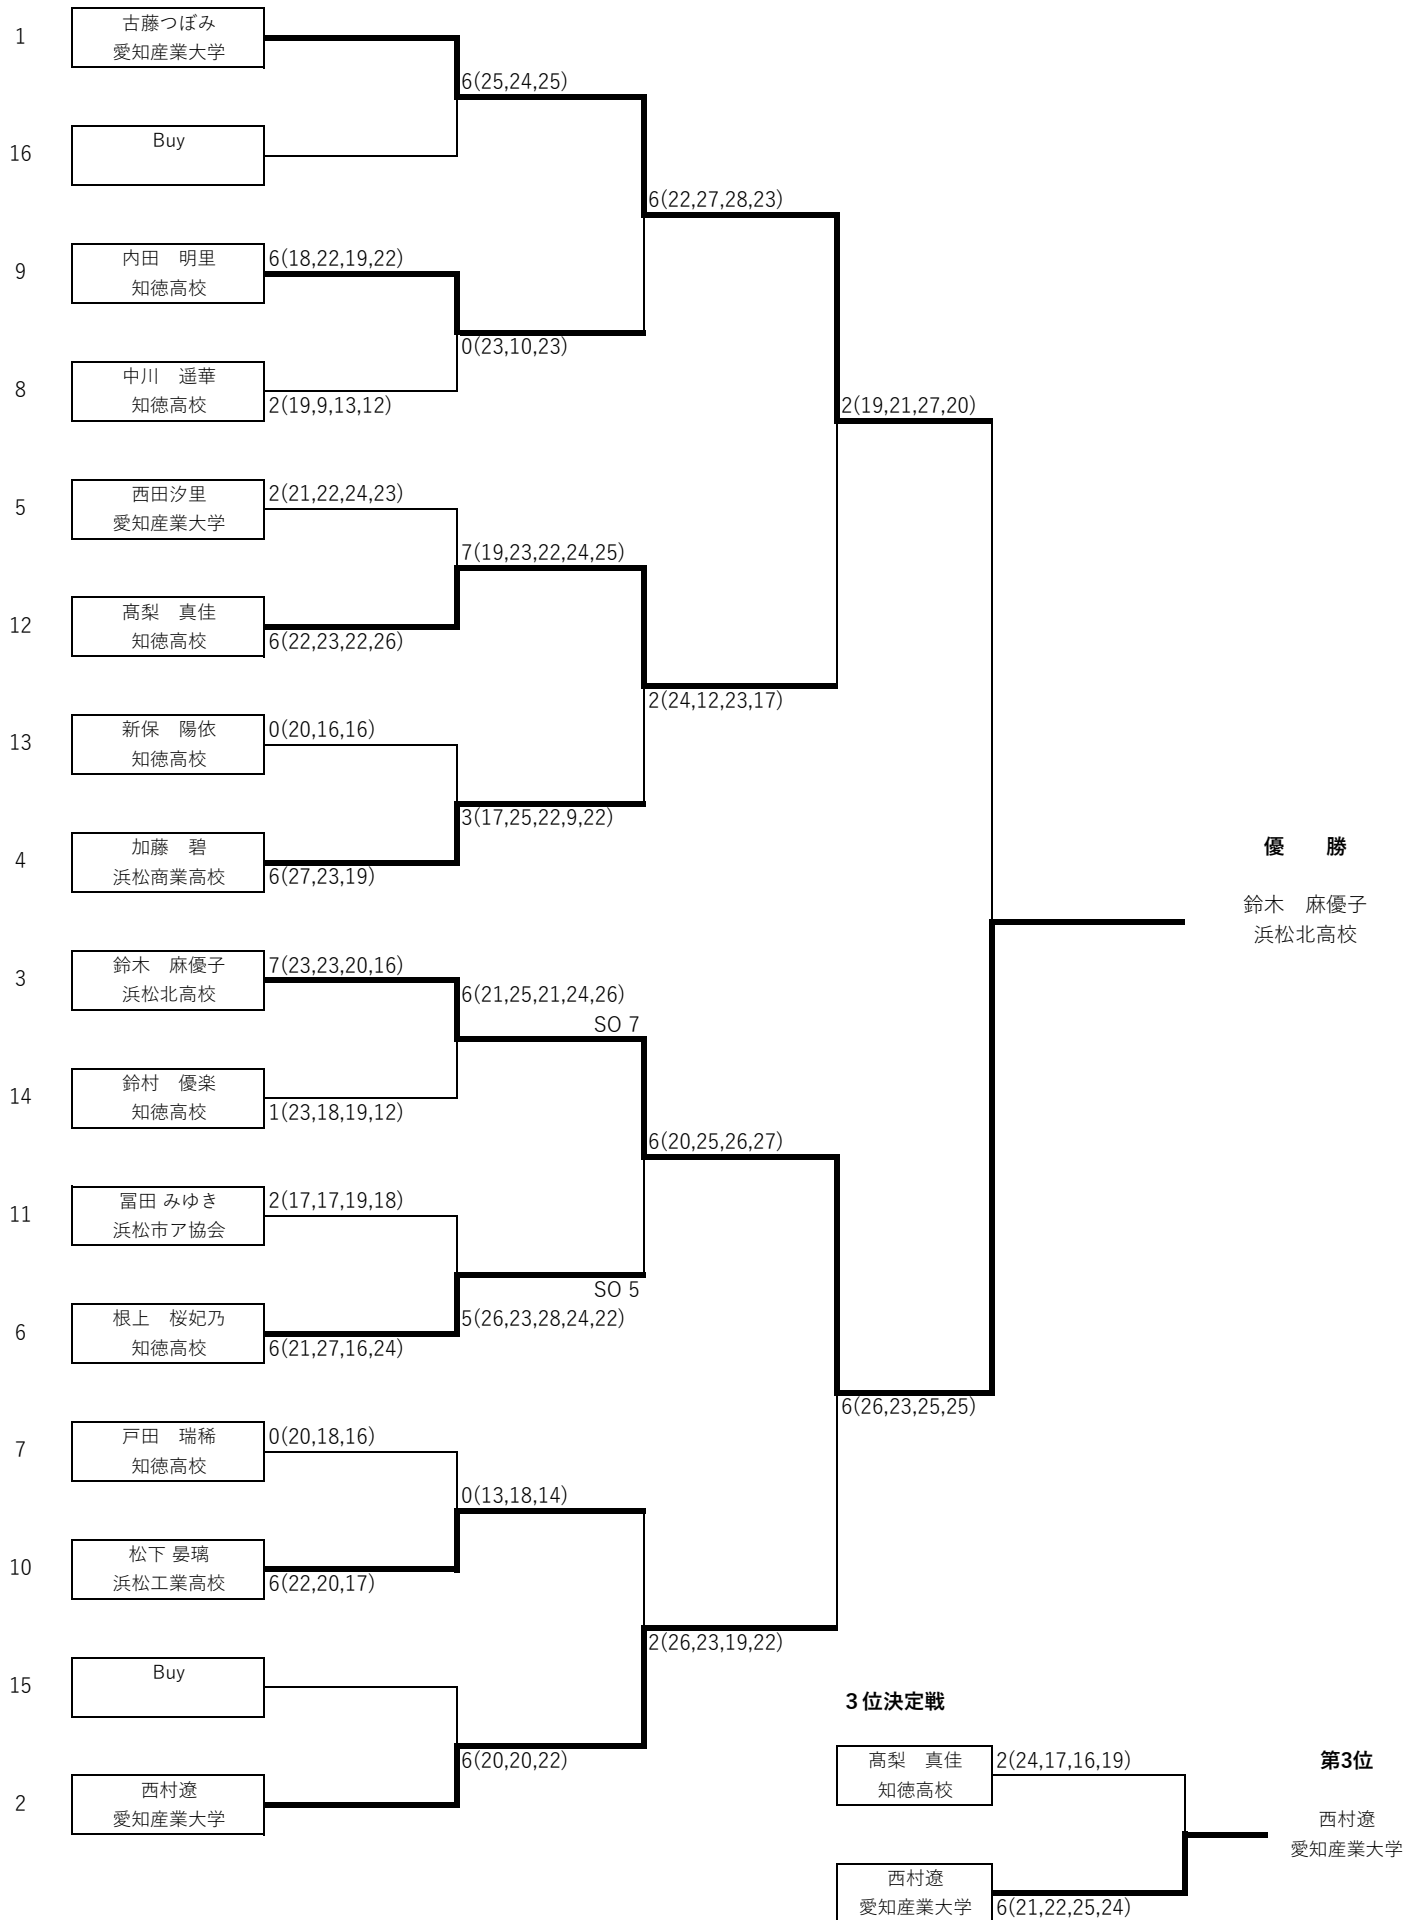 1
古藤つぼみ
愛知産業大学
6(25,24,25)
16
Buy
6(22,27,28,23)
9
内田　明里
知徳高校
6(18,22,19,22)
0(23,10,23)
8
中川　遥華
知徳高校
2(19,9,13,12)
2(19,21,27,20)
5
西田汐里
愛知産業大学
2(21,22,24,23)
7(19,23,22,24,25)
12
髙梨　真佳
知徳高校
6(22,23,22,26)
2(24,12,23,17)
13
新保　陽依
知徳高校
0(20,16,16)
3(17,25,22,9,22)
4
加藤　碧
浜松商業高校
6(27,23,19)
優　　勝
鈴木　麻優子
浜松北高校
3
鈴木　麻優子
浜松北高校
7(23,23,20,16)
6(21,25,21,24,26)
SO 7
14
鈴村　優楽
知徳高校
1(23,18,19,12)
6(20,25,26,27)
11
冨田 みゆき
浜松市ア協会
2(17,17,19,18)
SO 5
5(26,23,28,24,22)
6
根上　桜妃乃
知徳高校
6(21,27,16,24)
6(26,23,25,25)
7
戸田　瑞稀
知徳高校
0(20,18,16)
0(13,18,14)
10
松下 晏璃
浜松工業高校
6(22,20,17)
2(26,23,19,22)
15
Buy
6(20,20,22)
2
西村遼
愛知産業大学
３位決定戦
髙梨　真佳
知徳高校
2(24,17,16,19)
第3位
西村遼
愛知産業大学
西村遼
愛知産業大学
6(21,22,25,24)